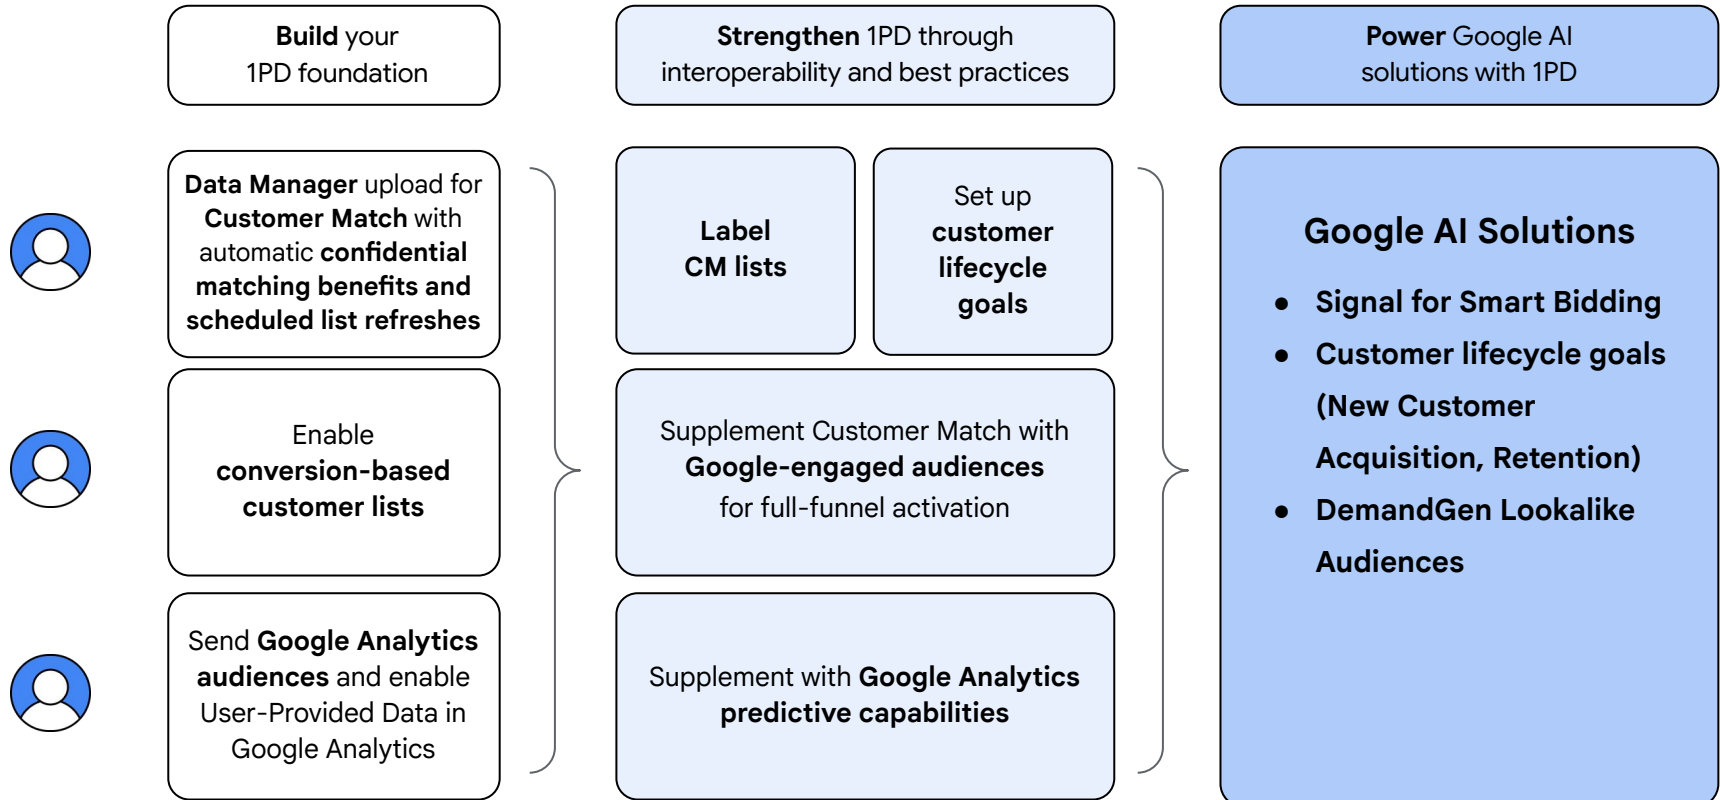 Build your
1PD foundation
Strengthen 1PD through
interoperability and best practices
Power Google AI
solutions with 1PD
Data Manager upload for
Customer Match with
automatic confidential
matching benefits and
scheduled list refreshes
Label
CM lists
Set up
customer
lifecycle
goals
Enable
conversion-based
customer lists
Supplement Customer Match with
Google-engaged audiences
for full-funnel activation
Send Google Analytics
audiences and enable
User-Provided Data in
Google Analytics
Supplement with Google Analytics
predictive capabilities
Google AI Solutions
● Signal for Smart Bidding
● Customer lifecycle goals
(New Customer
Acquisition, Retention)
● DemandGen Lookalike
Audiences